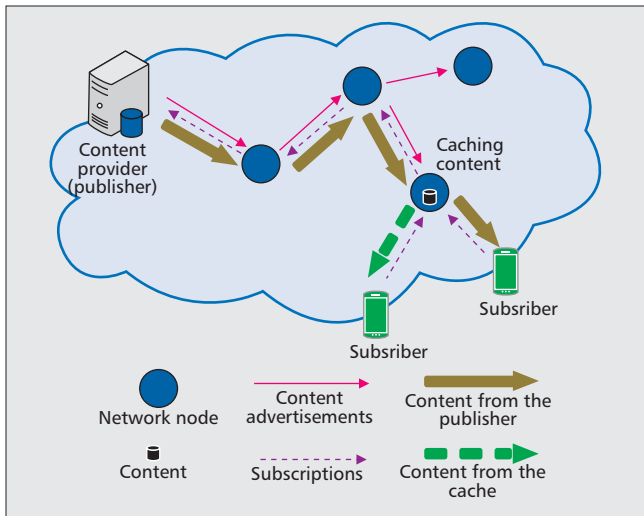 Content
provider
(publisher)
Caching
content
Subsriber
Subsriber
Network node
Content
advertisements
Content from the
publisher
Content
Subscriptions
Content from the
cache